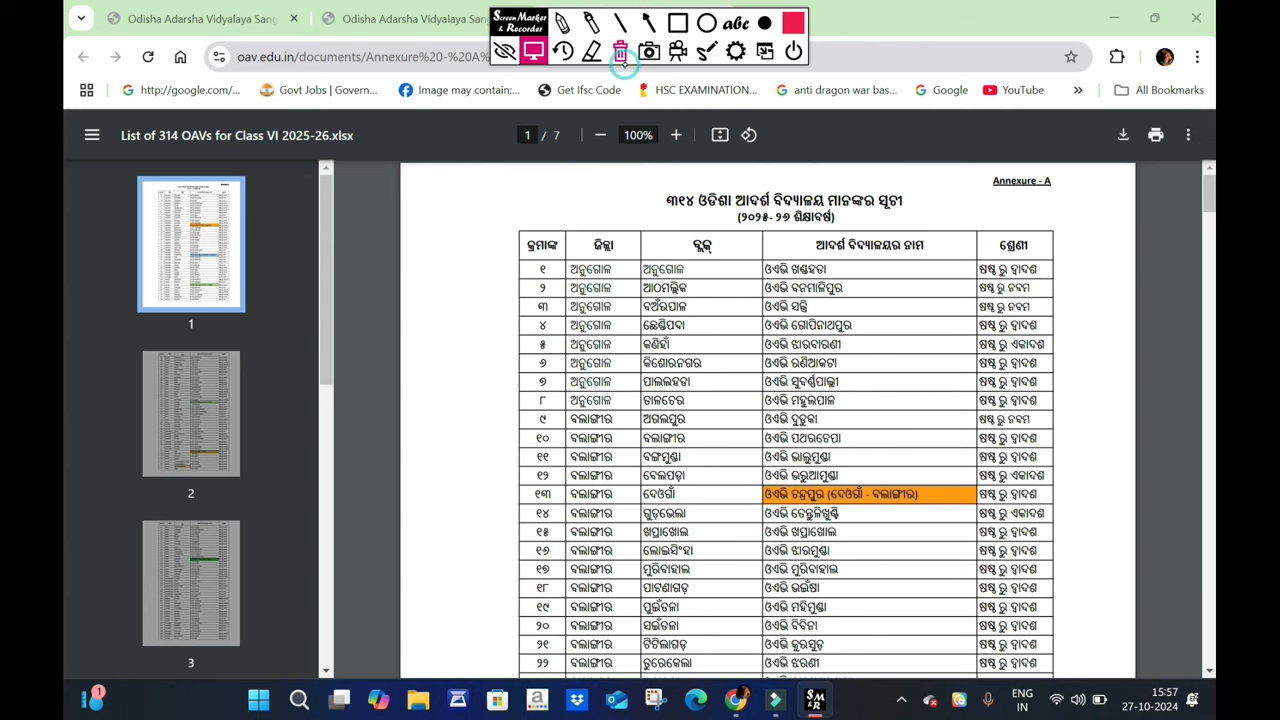 Odisha Adarsh Vidyalaya Sang
Odisha Adarsh Vidyalaya Sang
Screen Marker
& Recorder
abc
oav.edu.in/documents/Annexure%20-%20A%
http://google.com/...
Govt Jobs | Govern...
Image may contain:...
Get Ifsc Code
HSC EXAMINATION...
anti dragon war bas...
Google
YouTube
All Bookmarks
List of 314 OAVs for Class VI 2025-26.xlsx
1 / 7
100%
1
2
3
Annexure - A
୩୧୪ ଓଡିଶା ଆଦର୍ଶ ବିଦ୍ୟାଳୟ ମାନଙ୍କର ସୂଚୀ
(୨୦୨୫- ୨୬ ଶିକ୍ଷାବର୍ଷ)
କ୍ରମାଙ୍କ ଜିଲ୍ଲା ବ୍ଲକ୍ ଆଦର୍ଶ ବିଦ୍ୟାଳୟର ନାମ ଶ୍ରେଣୀ
୧ ଅନୁଗୋଳ ଅନୁଗୋଳ ଓଏଭି ଖଣ୍ଡହତା ଷଷ୍ଠ ରୁ ଦ୍ୱାଦଶ
୨ ଅନୁଗୋଳ ଆଠମଲ୍ଲିକ ଓଏଭି ବନମାଳିପୁର ଷଷ୍ଠ ରୁ ନବମ
୩ ଅନୁଗୋଳ ବଅଁରପାଳ ଓଏଭି ସନ୍ତ୍ରି ଷଷ୍ଠ ରୁ ନବମ
୪ ଅନୁଗୋଳ ଛେଣ୍ଡିପଦା ଓଏଭି ଗୋପିନାଥପୁର ଷଷ୍ଠ ରୁ ଦ୍ୱାଦଶ
୫ ଅନୁଗୋଳ କଣିହାଁ ଓଏଭି ଝାରବାରଣୀ ଷଷ୍ଠ ରୁ ଏକାଦଶ
୬ ଅନୁଗୋଳ କିଶୋରନଗର ଓଏଭି ରଣିଆକଟା ଷଷ୍ଠ ରୁ ଦ୍ୱାଦଶ
୭ ଅନୁଗୋଳ ପାଲଲହଡା ଓଏଭି ସୁବର୍ଣ୍ଣପାଲ୍ଲୀ ଷଷ୍ଠ ରୁ ଦ୍ୱାଦଶ
୮ ଅନୁଗୋଳ ତାଳଚେର ଓଏଭି ମହୁଲପାଳ ଷଷ୍ଠ ରୁ ଦ୍ୱାଦଶ
୯ ବଲାଙ୍ଗୀର ଅଗଲପୁର ଓଏଭି ଦୁଡୁକା ଷଷ୍ଠ ରୁ ନବମ
୧୦ ବଲାଙ୍ଗୀର ବଲାଙ୍ଗୀର ଓଏଭି ପଥରଚେପା ଷଷ୍ଠ ରୁ ଦ୍ୱାଦଶ
୧୧ ବଲାଙ୍ଗୀର ବଙ୍ଗମୁଣ୍ଡା ଓଏଭି ଭାଲୁମୁଣ୍ଡା ଷଷ୍ଠ ରୁ ଦ୍ୱାଦଶ
୧୨ ବଲାଙ୍ଗୀର ବେଲପଡ଼ା ଓଏଭି ଭରୁଆମୁଣ୍ଡା ଷଷ୍ଠ ରୁ ଏକାଦଶ
୧୩ ବଲାଙ୍ଗୀର ଦେଓଗାଁ ଓଏଭି ଚନ୍ଦ୍ରପୁର (ଦେଓଗାଁ - ବଲାଙ୍ଗୀର) ଷଷ୍ଠ ରୁ ଦ୍ୱାଦଶ
୧୪ ବଲାଙ୍ଗୀର ଗୁଡ଼ଭେଲା ଓଏଭି ତେନ୍ତୁଳିଖୁଣ୍ଟି ଷଷ୍ଠ ରୁ ଏକାଦଶ
୧୫ ବଲାଙ୍ଗୀର ଖପ୍ରାଖୋଲ ଓଏଭି ଖପ୍ରାଖୋଲ ଷଷ୍ଠ ରୁ ଦ୍ୱାଦଶ
୧୬ ବଲାଙ୍ଗୀର ଲୋଇସିଂହା ଓଏଭି ଝାରମୁଣ୍ଡା ଷଷ୍ଠ ରୁ ଦ୍ୱାଦଶ
୧୭ ବଲାଙ୍ଗୀର ମୁରିବାହାଲ ଓଏଭି ମୁରିବାହାଲ ଷଷ୍ଠ ରୁ ଦ୍ୱାଦଶ
୧୮ ବଲାଙ୍ଗୀର ପାଟଣାଗଡ଼ ଓଏଭି ଭଇଁଷା ଷଷ୍ଠ ରୁ ଦ୍ୱାଦଶ
୧୯ ବଲାଙ୍ଗୀର ପୁଇଁତଳା ଓଏଭି ମହିମୁଣ୍ଡା ଷଷ୍ଠ ରୁ ଦ୍ୱାଦଶ
୨୦ ବଲାଙ୍ଗୀର ସଇଁତଳା ଓଏଭି ବିବିନା ଷଷ୍ଠ ରୁ ଦ୍ୱାଦଶ
୨୧ ବଲାଙ୍ଗୀର ଟିଟିଲାଗଡ଼ ଓଏଭି କୁରସୁଡ଼ ଷଷ୍ଠ ରୁ ଦ୍ୱାଦଶ
୨୨ ବଲାଙ୍ଗୀର ତୁରେକେଲା ଓଏଭି ଝରଣୀ ଷଷ୍ଠ ରୁ ଦ୍ୱାଦଶ
ENG
IN
15:57
27-10-2024